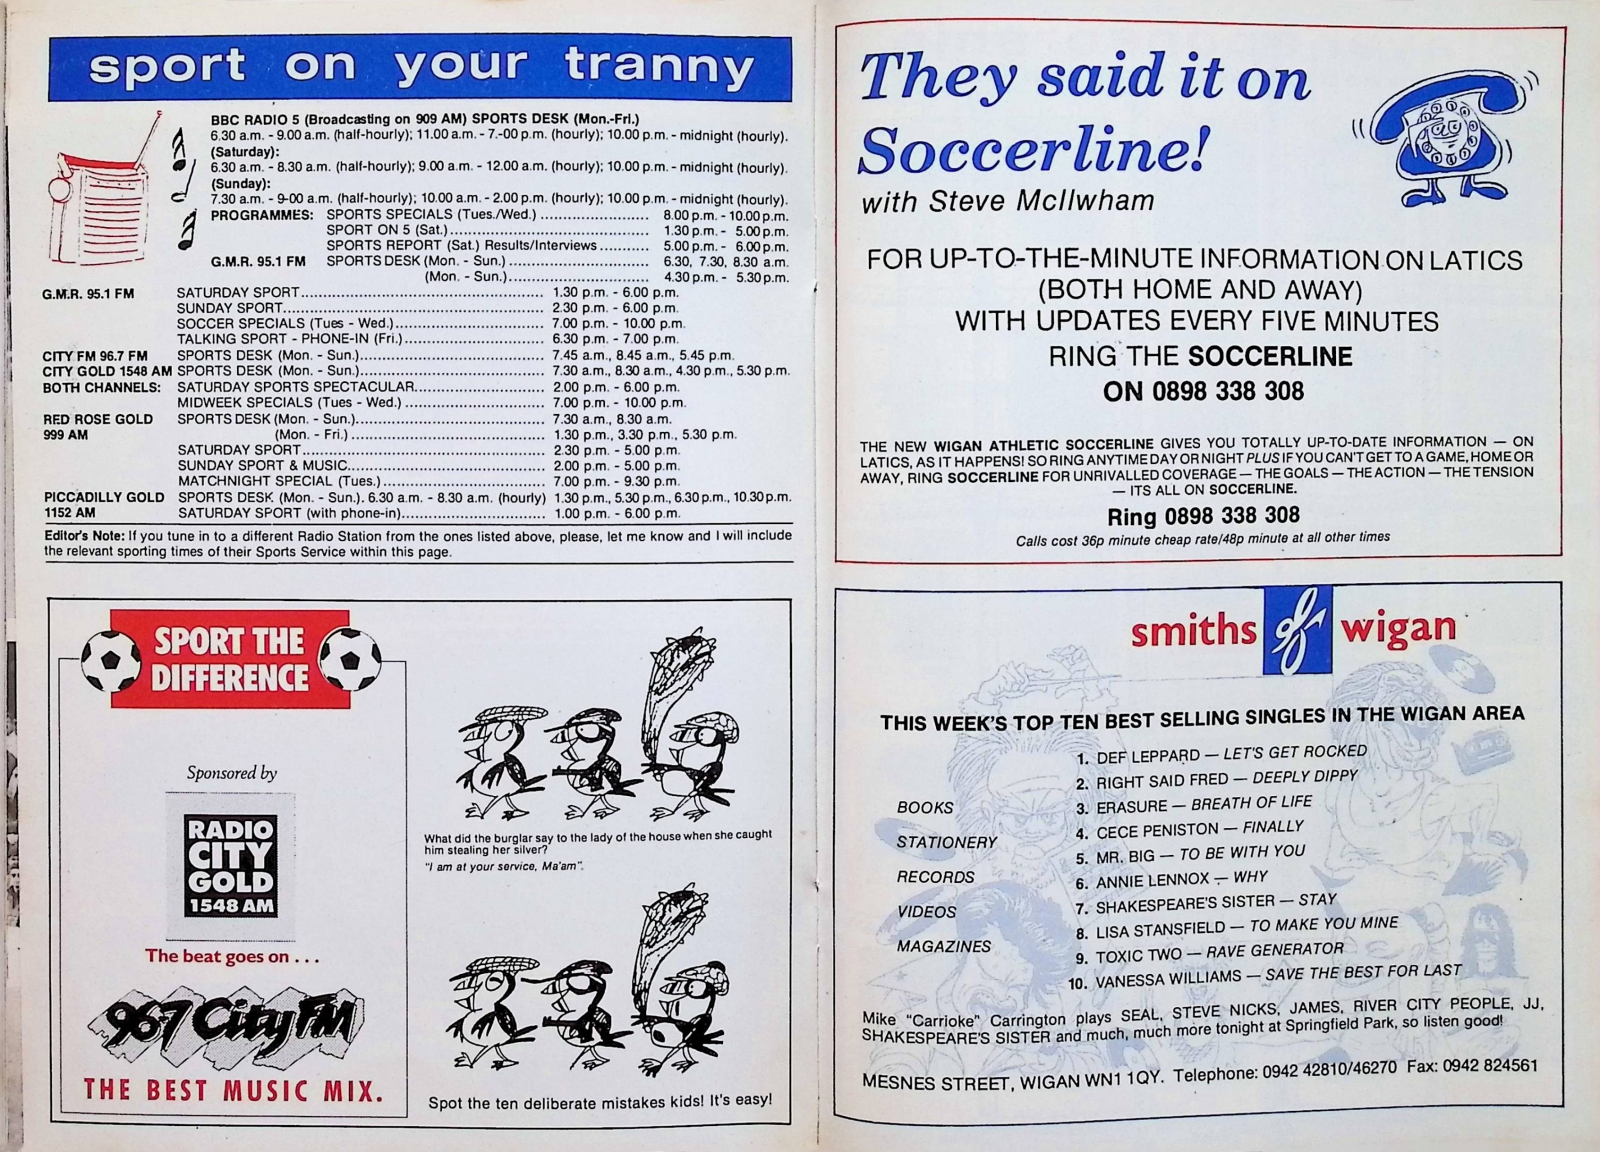 sport on your tranny
BBC RADIO 5 (Broadcasting on 909 AM) SPORTS DESK (Mon.-Fri.)
6.30 a.m. - 9.00 a.m. (half-hourly); 11.00 a.m. - 7.-00 p.m. (hourly); 10.00 p.m. - midnight (hourly).
(Saturday):
6.30 a.m. - 8.30 a.m. (half-hourly); 9.00 a.m. - 12.00 a.m. (hourly); 10.00 p.m. - midnight (hourly).
(Sunday):
7.30 a.m. - 9-00 a.m. (half-hourly); 10.00 a.m. - 2.00 p.m. (hourly); 10.00 p.m. - midnight (hourly).
PROGRAMMES: SPORTS SPECIALS (Tues./Wed.) ........................ 8.00 p.m. - 10.00 p.m.
SPORT ON 5 (Sat.)............................................ 1.30 p.m. - 5.00 p.m.
SPORTS REPORT (Sat.) Results/Interviews........... 5.00 p.m. - 6.00 p.m.
G.M.R. 95.1 FM SPORTS DESK (Mon. - Sun.)............................ 6.30, 7.30, 8.30 a.m.
(Mon. - Sun.)............................... 4.30 p.m. - 5.30 p.m.
G.M.R. 95.1 FM SATURDAY SPORT.................................................... 1.30 p.m. - 6.00 p.m.
SUNDAY SPORT........................................................ 2.30 p.m. - 6.00 p.m.
SOCCER SPECIALS (Tues - Wed.)............................... 7.00 p.m. - 10.00 p.m.
TALKING SPORT - PHONE-IN (Fri.)............................. 6.30 p.m. - 7.00 p.m.
CITY FM 96.7 FM SPORTS DESK (Mon. - Sun.)...................................... 7.45 a.m., 8.45 a.m., 5.45 p.m.
CITY GOLD 1548 AM SPORTS DESK (Mon. - Sun.)...................................... 7.30 a.m., 8.30 a.m., 4.30 p.m., 5.30 p.m.
BOTH CHANNELS: SATURDAY SPORTS SPECTACULAR........................... 2.00 p.m. - 6.00 p.m.
MIDWEEK SPECIALS (Tues - Wed.) ............................. 7.00 p.m. - 10.00 p.m.
RED ROSE GOLD SPORTS DESK (Mon. - Sun.)....................................... 7.30 a.m., 8.30 a.m.
999 AM (Mon. - Fri.) ........................................ 1.30 p.m., 3.30 p.m., 5.30 p.m.
SATURDAY SPORT.................................................... 2.30 p.m. - 5.00 p.m.
SUNDAY SPORT & MUSIC.......................................... 2.00 p.m. - 5.00 p.m.
MATCHNIGHT SPECIAL (Tues.).................................. 7.00 p.m. - 9.30 p.m.
PICCADILLY GOLD SPORTS DESK (Mon. - Sun.). 6.30 a.m. - 8.30 a.m. (hourly) 1.30 p.m., 5.30 p.m., 6.30 p.m., 10.30 p.m.
1152 AM SATURDAY SPORT (with phone-in).............................. 1.00 p.m. - 6.00 p.m.
Editor's Note: If you tune in to a different Radio Station from the ones listed above, please, let me know and I will include
the relevant sporting times of their Sports Service within this page.
SPORT THE
DIFFERENCE
Sponsored by
RADIO
CITY
GOLD
1548 AM
The beat goes on . . .
967 City FM
THE BEST MUSIC MIX.
What did the burglar say to the lady of the house when she caught
him stealing her silver?
"I am at your service, Ma'am".
Spot the ten deliberate mistakes kids! It's easy!
They said it on
Soccerline!
with Steve McIlwham
FOR UP-TO-THE-MINUTE INFORMATION ON LATICS
(BOTH HOME AND AWAY)
WITH UPDATES EVERY FIVE MINUTES
RING THE SOCCERLINE
ON 0898 338 308
THE NEW WIGAN ATHLETIC SOCCERLINE GIVES YOU TOTALLY UP-TO-DATE INFORMATION — ON
LATICS, AS IT HAPPENS! SO RING ANYTIME DAY OR NIGHT PLUS IF YOU CAN'T GET TO A GAME, HOME OR
AWAY, RING SOCCERLINE FOR UNRIVALLED COVERAGE — THE GOALS — THE ACTION — THE TENSION
— ITS ALL ON SOCCERLINE.
Ring 0898 338 308
Calls cost 36p minute cheap rate/48p minute at all other times
smiths of wigan
THIS WEEK'S TOP TEN BEST SELLING SINGLES IN THE WIGAN AREA
BOOKS
STATIONERY
RECORDS
VIDEOS
MAGAZINES
1. DEF LEPPARD — LET'S GET ROCKED
2. RIGHT SAID FRED — DEEPLY DIPPY
3. ERASURE — BREATH OF LIFE
4. CECE PENISTON — FINALLY
5. MR. BIG — TO BE WITH YOU
6. ANNIE LENNOX — WHY
7. SHAKESPEARE'S SISTER — STAY
8. LISA STANSFIELD — TO MAKE YOU MINE
9. TOXIC TWO — RAVE GENERATOR
10. VANESSA WILLIAMS — SAVE THE BEST FOR LAST
Mike "Carrioke" Carrington plays SEAL, STEVE NICKS, JAMES, RIVER CITY PEOPLE, JJ,
SHAKESPEARE'S SISTER and much, much more tonight at Springfield Park, so listen good!
MESNES STREET, WIGAN WN1 1QY. Telephone: 0942 42810/46270 Fax: 0942 824561